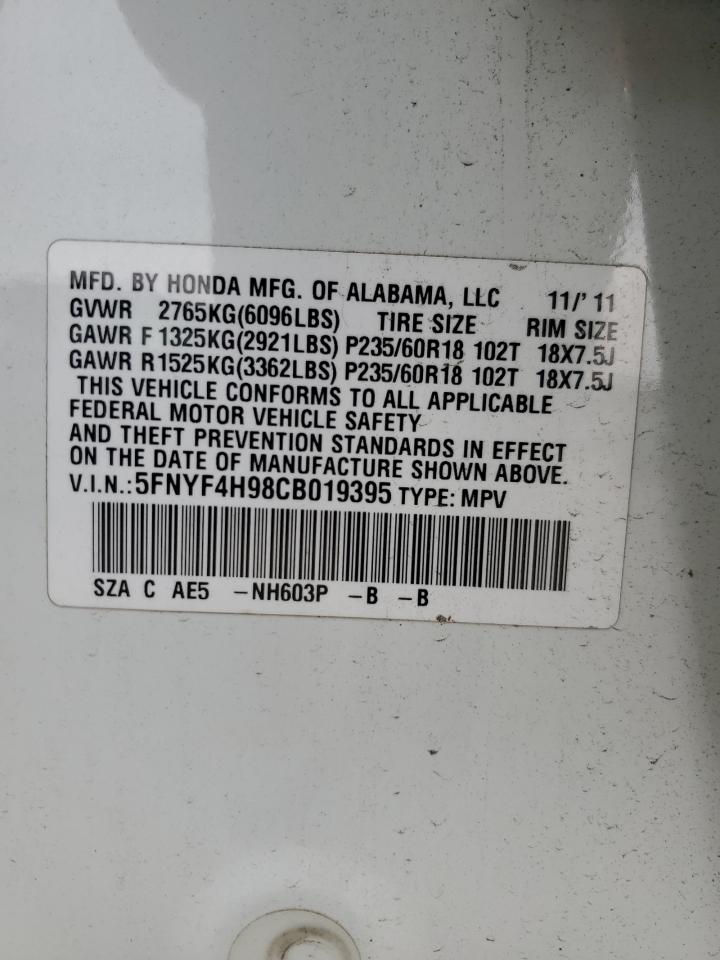 MFD. BY HONDA MFG. OF ALABAMA, LLC 11/'11
GVWR 2765KG(6096LBS) TIRE SIZE RIM SIZE
GAWR F 1325KG(2921LBS) P235/60R18 102T 18X7.5J
GAWR R1525KG(3362LBS) P235/60R18 102T 18X7.5J
THIS VEHICLE CONFORMS TO ALL APPLICABLE
FEDERAL MOTOR VEHICLE SAFETY
AND THEFT PREVENTION STANDARDS IN EFFECT
ON THE DATE OF MANUFACTURE SHOWN ABOVE.
V.I.N.:5FNYF4H98CB019395 TYPE: MPV
SZA C AE5 -NH603P -B -B